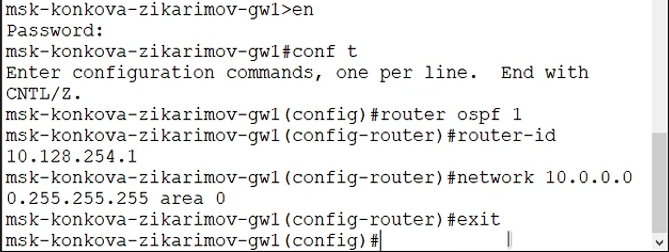 msk-konkova-zikarimov-gw1>en
Password:
msk-konkova-zikarimov-gw1#conf t
Enter configuration commands, one per line.  End with
CNTL/Z.
msk-konkova-zikarimov-gw1(config)#router ospf 1
msk-konkova-zikarimov-gw1(config-router)#router-id
10.128.254.1
msk-konkova-zikarimov-gw1(config-router)#network 10.0.0.0
0.255.255.255 area 0
msk-konkova-zikarimov-gw1(config-router)#exit
msk-konkova-zikarimov-gw1(config)#